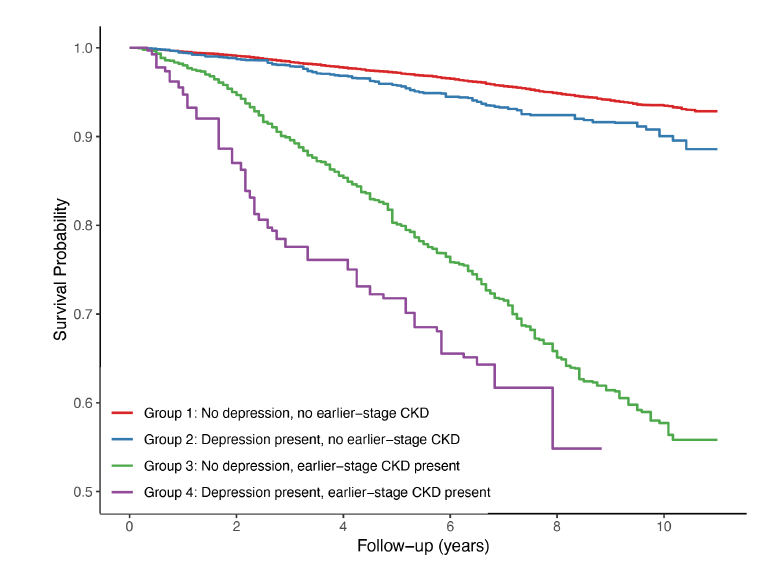 1.0
0.9
0.8
0.7
0.6
0.5
Survival Probability
Group 1: No depression, no earlier−stage CKD
Group 2: Depression present, no earlier−stage CKD
Group 3: No depression, earlier−stage CKD present
Group 4: Depression present, earlier−stage CKD present
0 2 4 6 8 10
Follow−up (years)